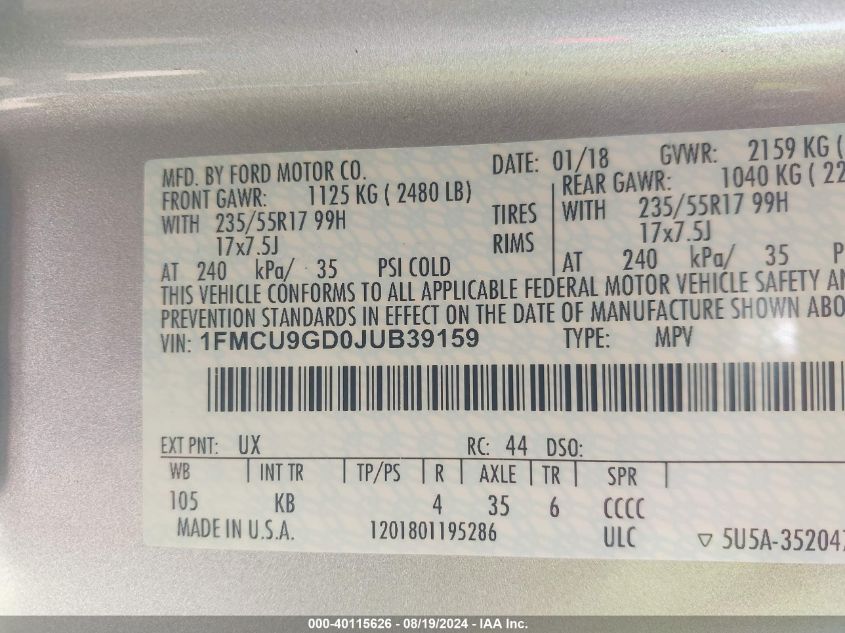 MFD. BY FORD MOTOR CO. DATE: 01/18 GVWR: 2159 KG (
FRONT GAWR: 1125 KG ( 2480 LB) REAR GAWR: 1040 KG ( 22
WITH 235/55R17 99H TIRES WITH 235/55R17 99H
17x7.5J RIMS 17x7.5J
AT 240 kPa/ 35 PSI COLD AT 240 kPa/ 35 P
THIS VEHICLE CONFORMS TO ALL APPLICABLE FEDERAL MOTOR VEHICLE SAFETY AN
PREVENTION STANDARDS IN EFFECT ON THE DATE OF MANUFACTURE SHOWN ABO
VIN: 1FMCU9GD0JUB39159 TYPE: MPV
EXT PNT: UX RC: 44 DSO:
WB INT TR TP/PS R AXLE TR SPR
105 KB 4 35 6 CCCC
MADE IN U.S.A. 1201801195286 ULC ▽ 5U5A-35204
000-40115626 - 08/19/2024 - IAA Inc.